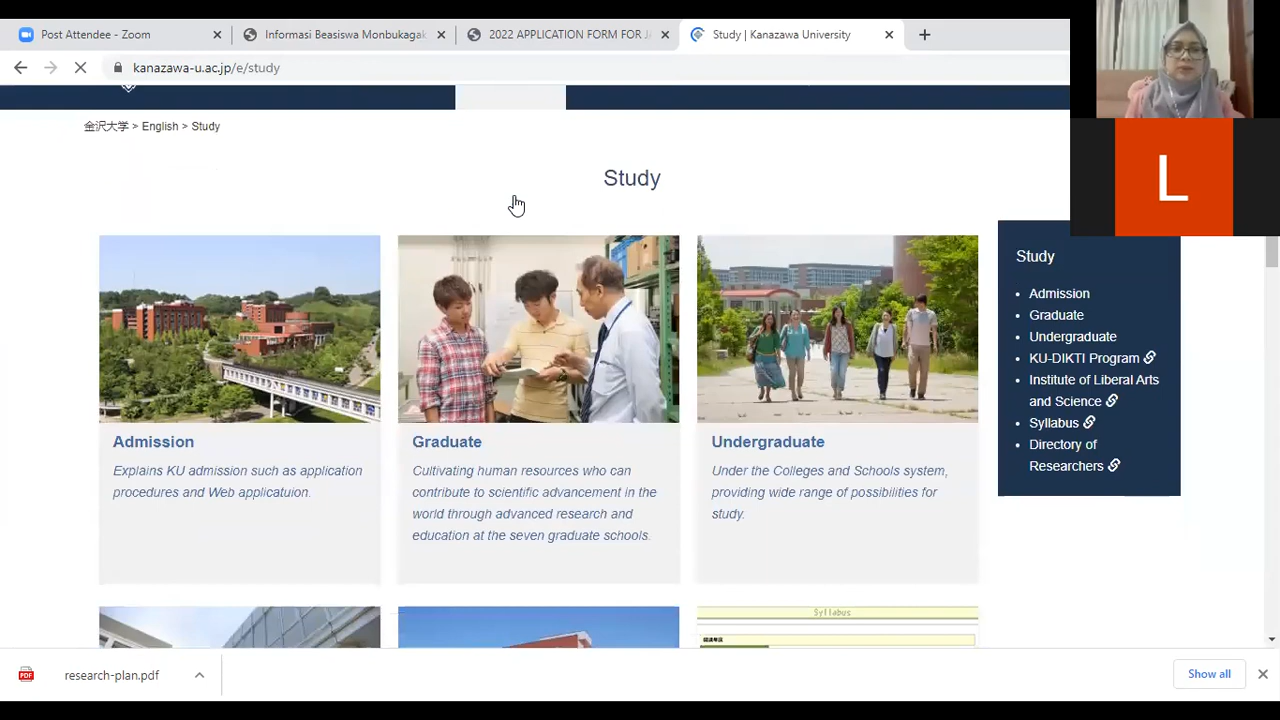 Post Attendee - Zoom
Informasi Beasiswa Monbukagak
2022 APPLICATION FORM FOR JA
Study | Kanazawa University
kanazawa-u.ac.jp/e/study
金沢大学 > English > Study
Study
Admission
Explains KU admission such as application
procedures and Web applicatuion.
Graduate
Cultivating human resources who can
contribute to scientific advancement in the
world through advanced research and
education at the seven graduate schools.
Undergraduate
Under the Colleges and Schools system,
providing wide range of possibilities for
study.
Study
Admission
Graduate
Undergraduate
KU-DIKTI Program
Institute of Liberal Arts
and Science
Syllabus
Directory of
Researchers
L
Syllabus
PDF
research-plan.pdf
Show all